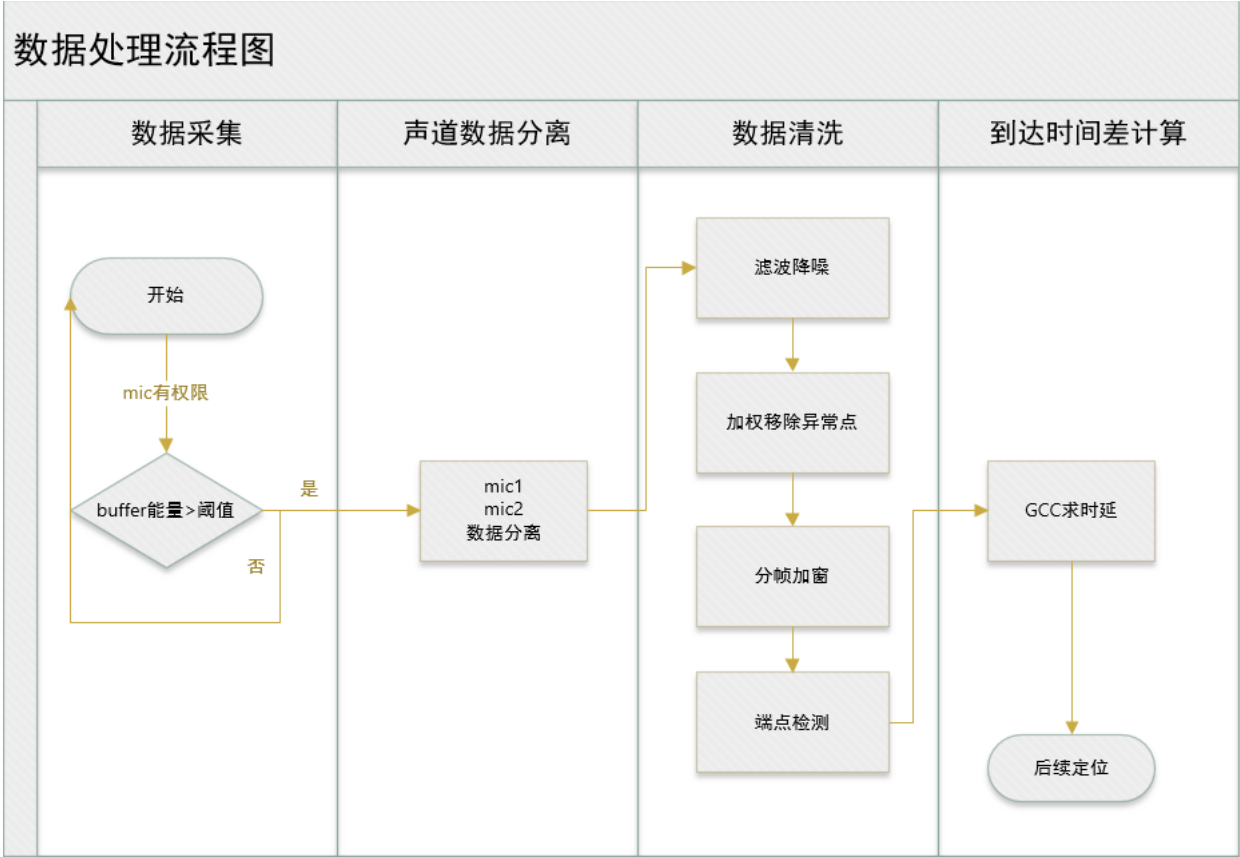 数据处理流程图
数据采集
声道数据分离
数据清洗
到达时间差计算
开始
mic有权限
buffer能量>阈值
是
否
mic1
mic2
数据分离
滤波降噪
加权移除异常点
分帧加窗
端点检测
GCC求时延
后续定位